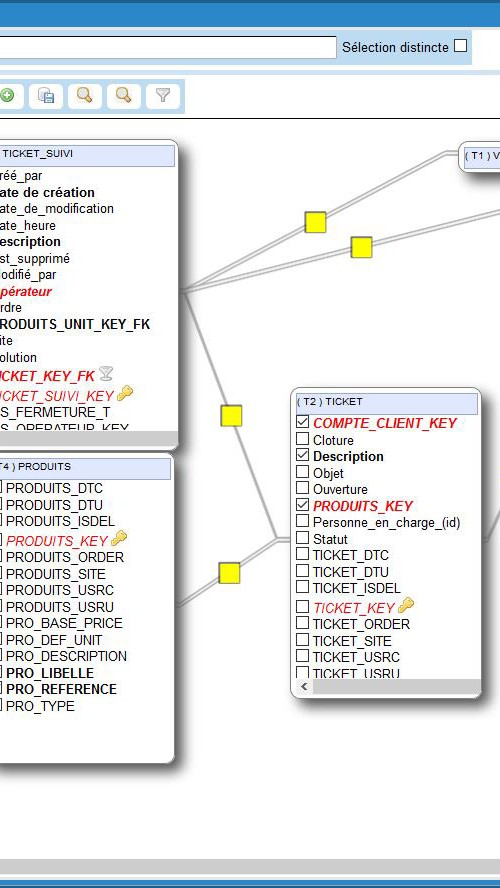 Sélection distincte
TICKET_SUIVI
réé_par
ate de création
ate_de_modification
ate_heure
escription
st_supprimé
odifié_par
pérateur
rdre
RODUITS_UNIT_KEY_FK
ite
olution
ICKET_KEY_FK
ICKET_SUIVI_KEY
S_FERMETURE_T
S_OPERATEUR_KEY
T4 ) PRODUITS
PRODUITS_DTC
PRODUITS_DTU
PRODUITS_ISDEL
PRODUITS_KEY
PRODUITS_ORDER
PRODUITS_SITE
PRODUITS_USRC
PRODUITS_USRU
PRO_BASE_PRICE
PRO_DEF_UNIT
PRO_DESCRIPTION
PRO_LIBELLE
PRO_REFERENCE
PRO_TYPE
( T1 ) V
( T2 ) TICKET
COMPTE_CLIENT_KEY
Cloture
Description
Objet
Ouverture
PRODUITS_KEY
Personne_en_charge_(id)
Statut
TICKET_DTC
TICKET_DTU
TICKET_ISDEL
TICKET_KEY
TICKET_ORDER
TICKET_SITE
TICKET_USRC
TICKET_USRU